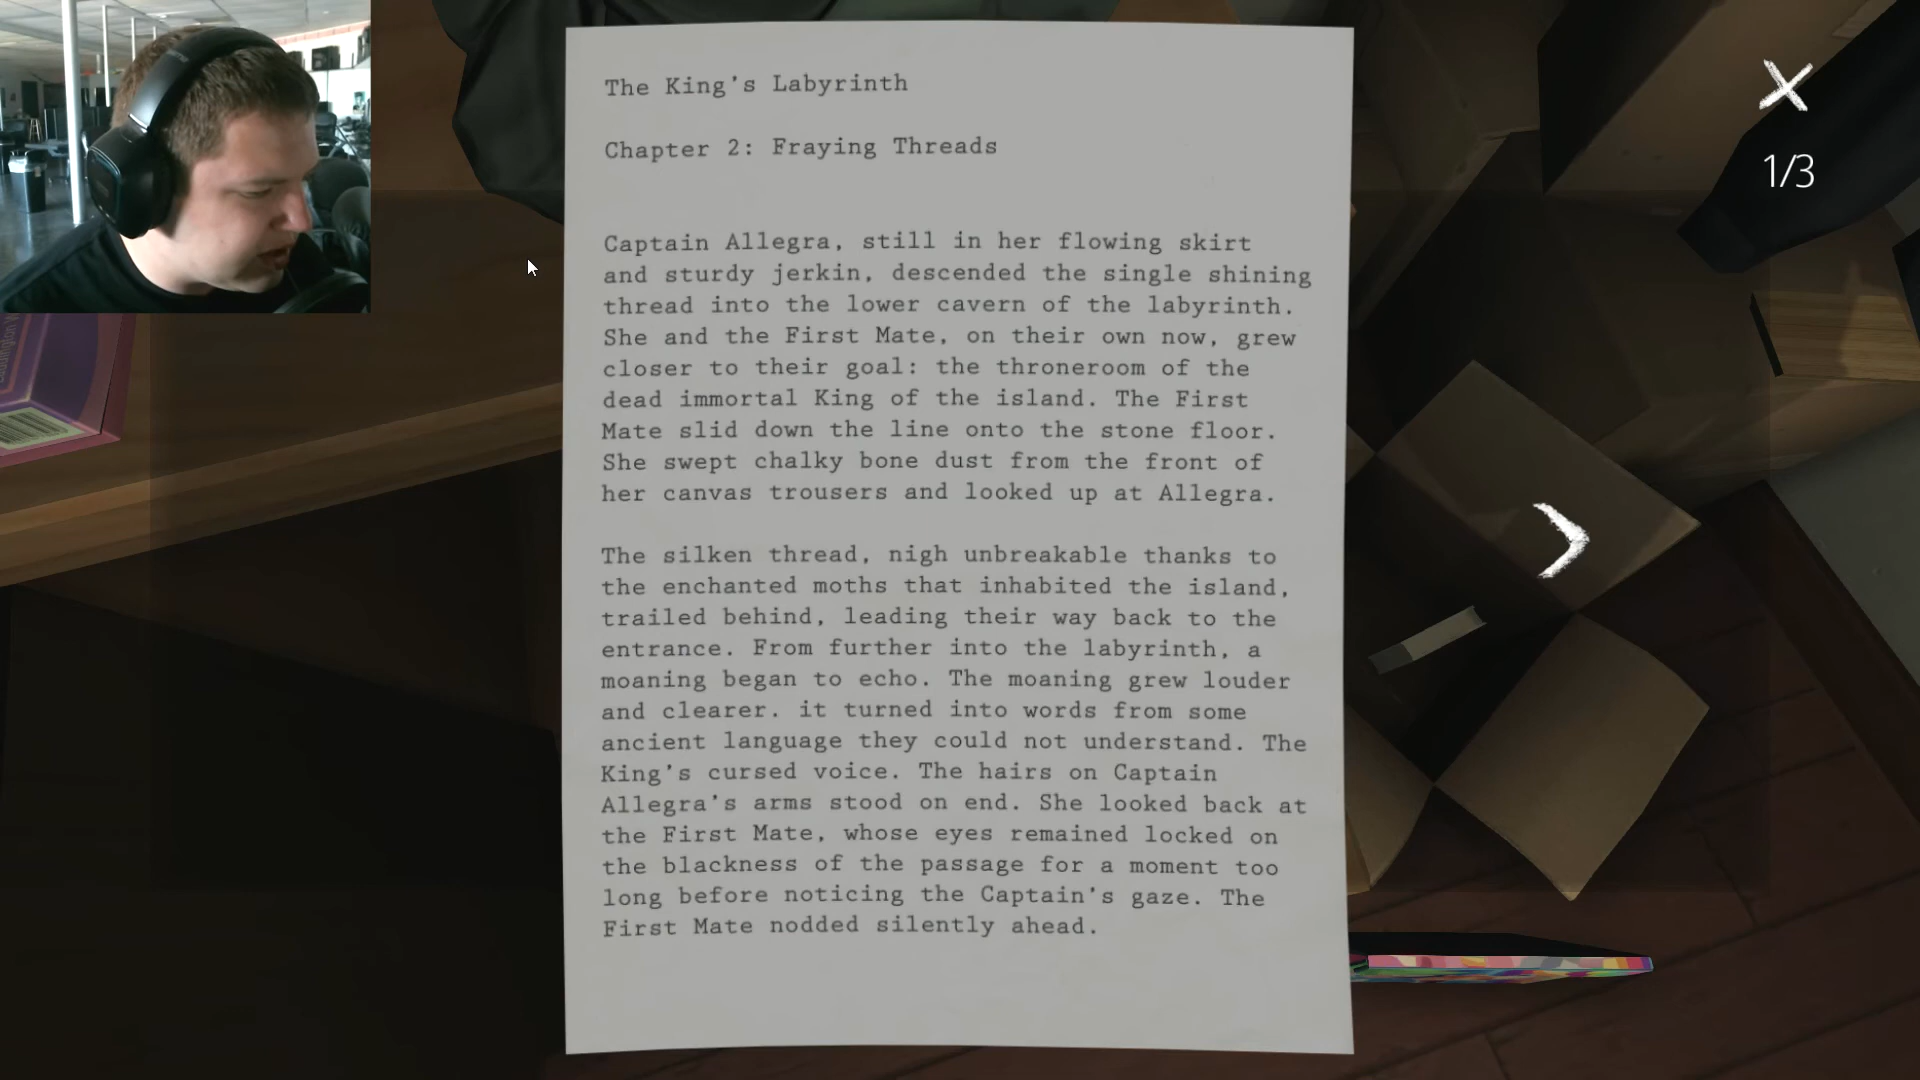 The King's Labyrinth
Chapter 2: Fraying Threads
Captain Allegra, still in her flowing skirt
and sturdy jerkin, descended the single shining
thread into the lower cavern of the labyrinth.
She and the First Mate, on their own now, grew
closer to their goal: the throneroom of the
dead immortal King of the island. The First
Mate slid down the line onto the stone floor.
She swept chalky bone dust from the front of
her canvas trousers and looked up at Allegra.
The silken thread, nigh unbreakable thanks to
the enchanted moths that inhabited the island,
trailed behind, leading their way back to the
entrance. From further into the labyrinth, a
moaning began to echo. The moaning grew louder
and clearer. it turned into words from some
ancient language they could not understand. The
King's cursed voice. The hairs on Captain
Allegra's arms stood on end. She looked back at
the First Mate, whose eyes remained locked on
the blackness of the passage for a moment too
long before noticing the Captain's gaze. The
First Mate nodded silently ahead.
1/3